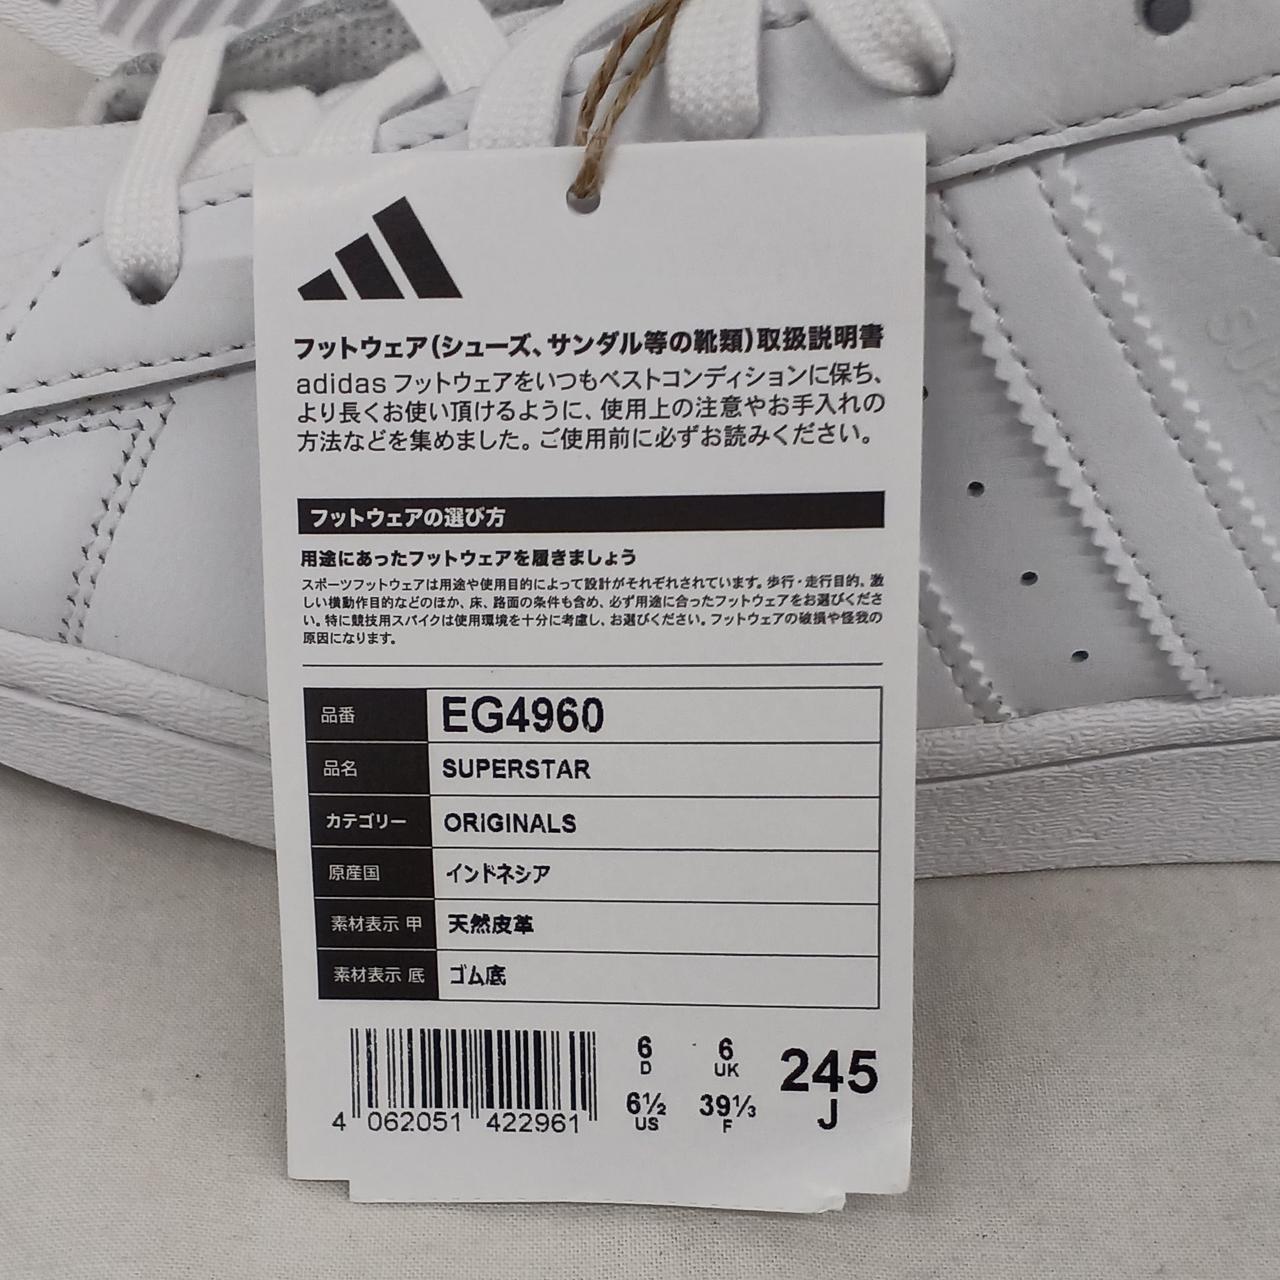 フットウェア(シューズ、サンダル等の靴類)取扱説明書
adidas フットウェアをいつもベストコンディションに保ち、
より長くお使い頂けるように、使用上の注意やお手入れの
方法などを集めました。ご使用前に必ずお読みください。
フットウェアの選び方
用途にあったフットウェアを履きましょう
スポーツフットウェアは用途や使用目的によって設計がそれぞれされています。歩行・走行目的、激
しい横動作目的などのほか、床、路面の条件も含め、必ず用途に合ったフットウェアをお選びくださ
い。特に競技用スパイクは使用環境を十分に考慮し、お選びください。フットウェアの破損や怪我の
原因になります。
品番 EG4960
品名 SUPERSTAR
カテゴリー ORIGINALS
原産国 インドネシア
素材表示 甲 天然皮革
素材表示 底 ゴム底
6 D 6 UK 245 J
6½ US 39⅓ F
4 062051 422961